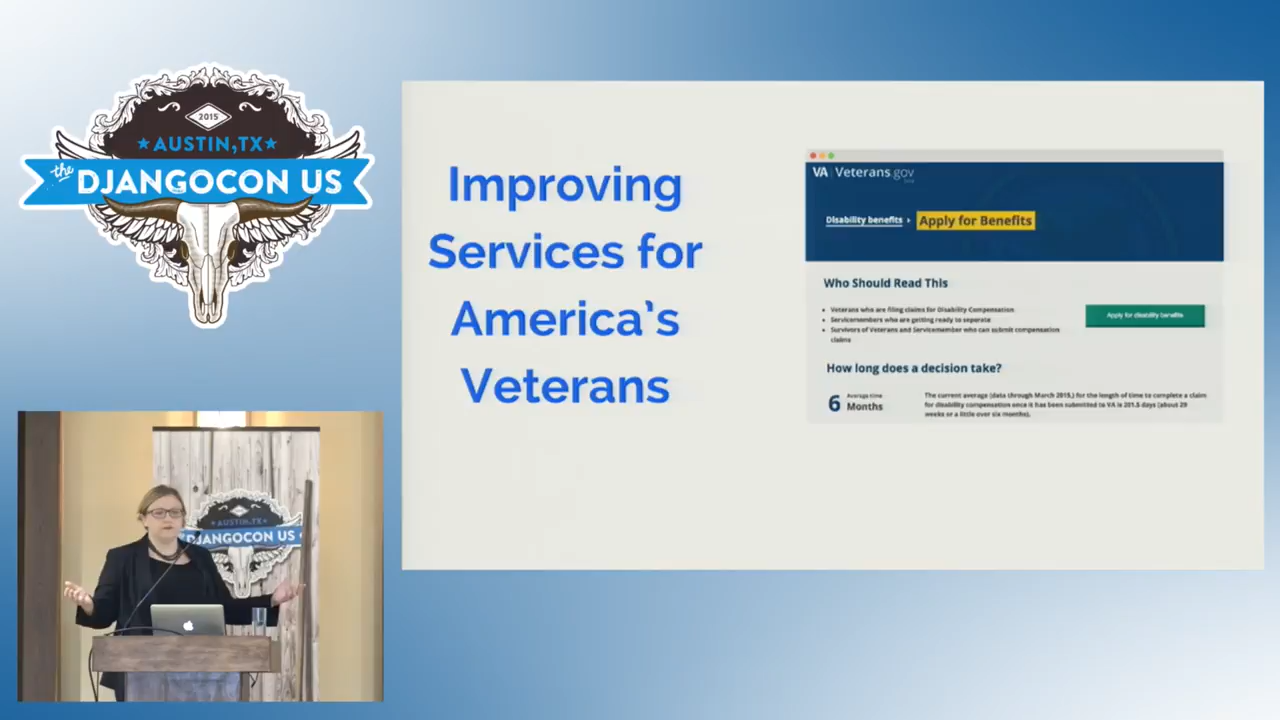 2015
AUSTIN,TX
the DJANGOCON US
Improving
Services for
America's
Veterans
VA Veterans.gov
beta
Disability benefits › Apply for Benefits
Who Should Read This
• Veterans who are filing claims for Disability Compensation
• Servicemembers who are getting ready to separate
• Survivors of Veterans and Servicemember who can submit compensation
claims
Apply for disability benefits
How long does a decision take?
6 Average time
Months
The current average (data through March 2015,) for the length of time to complete a claim
for disability compensation once it has been submitted to VA is 201.5 days (about 29
weeks or a little over six months).
AUSTIN,TX
DJANGOCON US